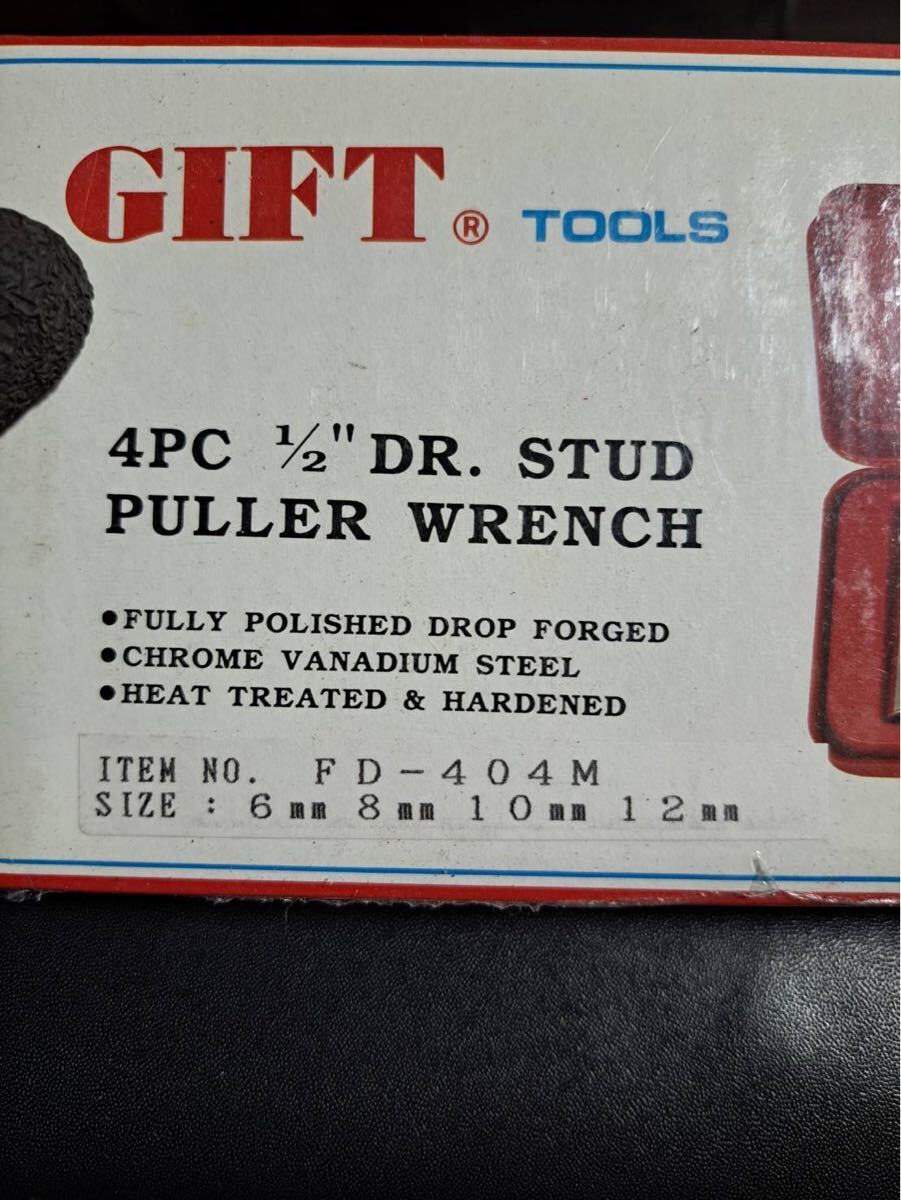 GIFT® TOOLS
4PC ½" DR. STUD
PULLER WRENCH
•FULLY POLISHED DROP FORGED
•CHROME VANADIUM STEEL
•HEAT TREATED & HARDENED
ITEM NO. FD-404M
SIZE : 6mm 8mm 10mm 12mm